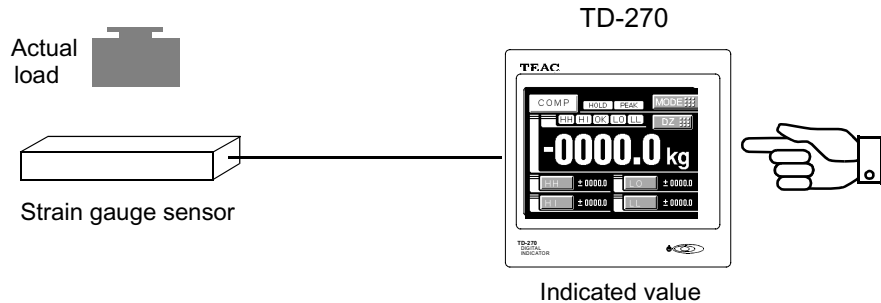 TD-270
Actual
load
TEAC
COMP HOLD PEAK MODE
HH HI OK LO LL DZ
-0000.0 kg
HH ± 0000.0 LO ± 0000.0
HI ± 0000.0 LL ± 0000.0
Strain gauge sensor
TD-270
DIGITAL
INDICATOR
Indicated value